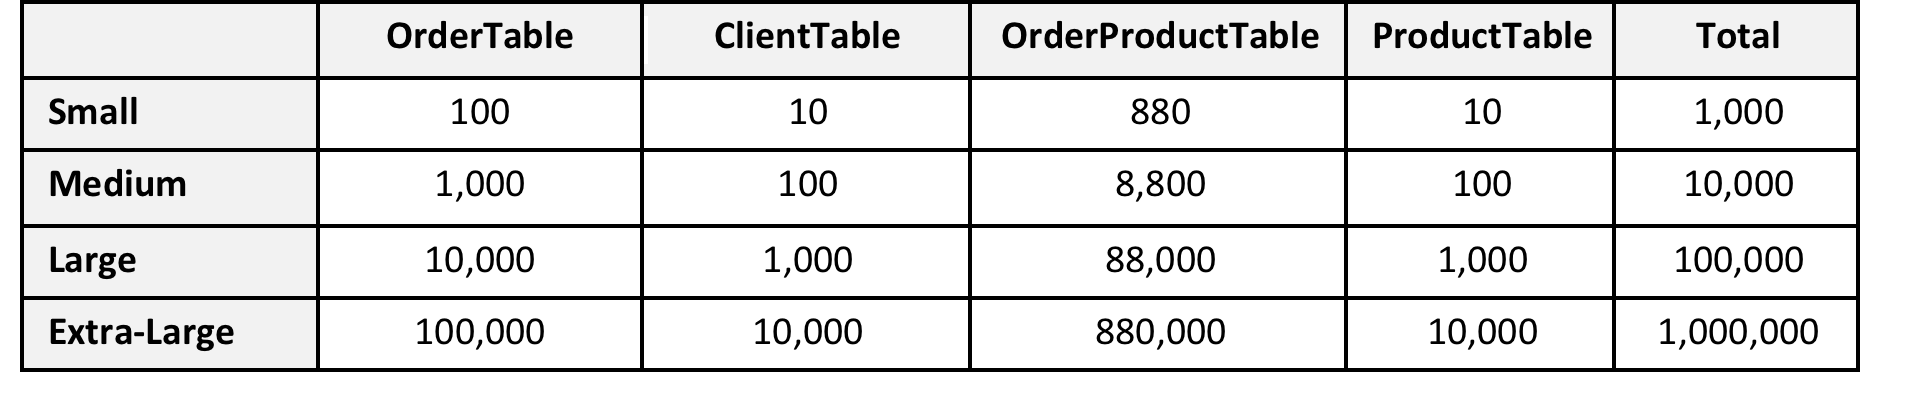 OrderTable ClientTable OrderProductTable ProductTable Total
Small 100 10 880 10 1,000
Medium 1,000 100 8,800 100 10,000
Large 10,000 1,000 88,000 1,000 100,000
Extra-Large 100,000 10,000 880,000 10,000 1,000,000